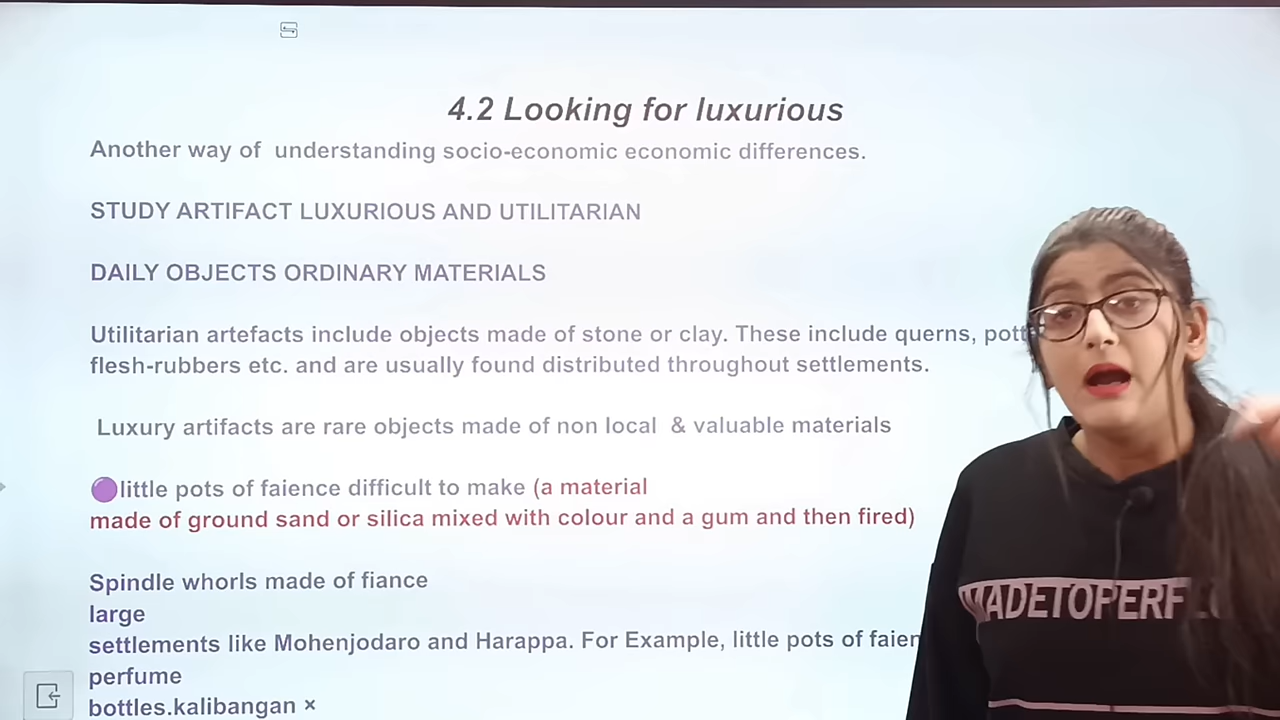 4.2 Looking for luxurious
Another way of understanding socio-economic economic differences.
STUDY ARTIFACT LUXURIOUS AND UTILITARIAN
DAILY OBJECTS ORDINARY MATERIALS
Utilitarian artefacts include objects made of stone or clay. These include querns,
flesh-rubbers etc. and are usually found distributed throughout settlements.
Luxury artifacts are rare objects made of non local & valuable materials
🟣little pots of faience difficult to make (a material
made of ground sand or silica mixed with colour and a gum and then fired)
Spindle whorls made of fiance
large
settlements like Mohenjodaro and Harappa. For Example, little pots of
perfume
bottles.kalibangan ×